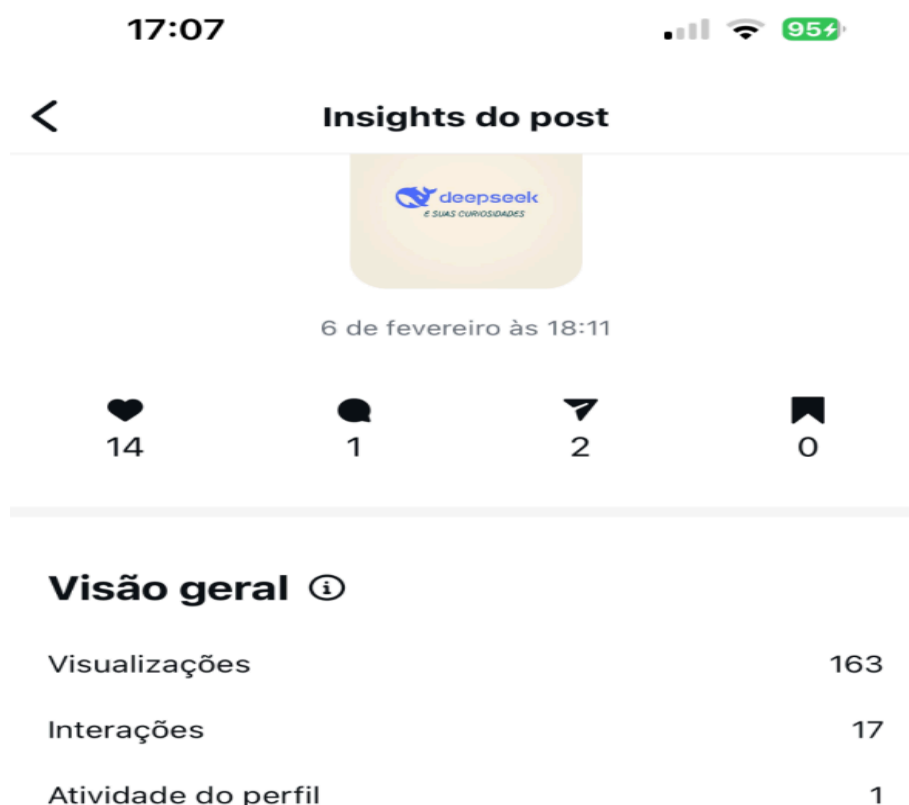 17:07
95
Insights do post
deepseek
E SUAS CURIOSIDADES
6 de fevereiro às 18:11
14 1 2 0
Visão geral
Visualizações 163
Interações 17
Atividade do perfil 1